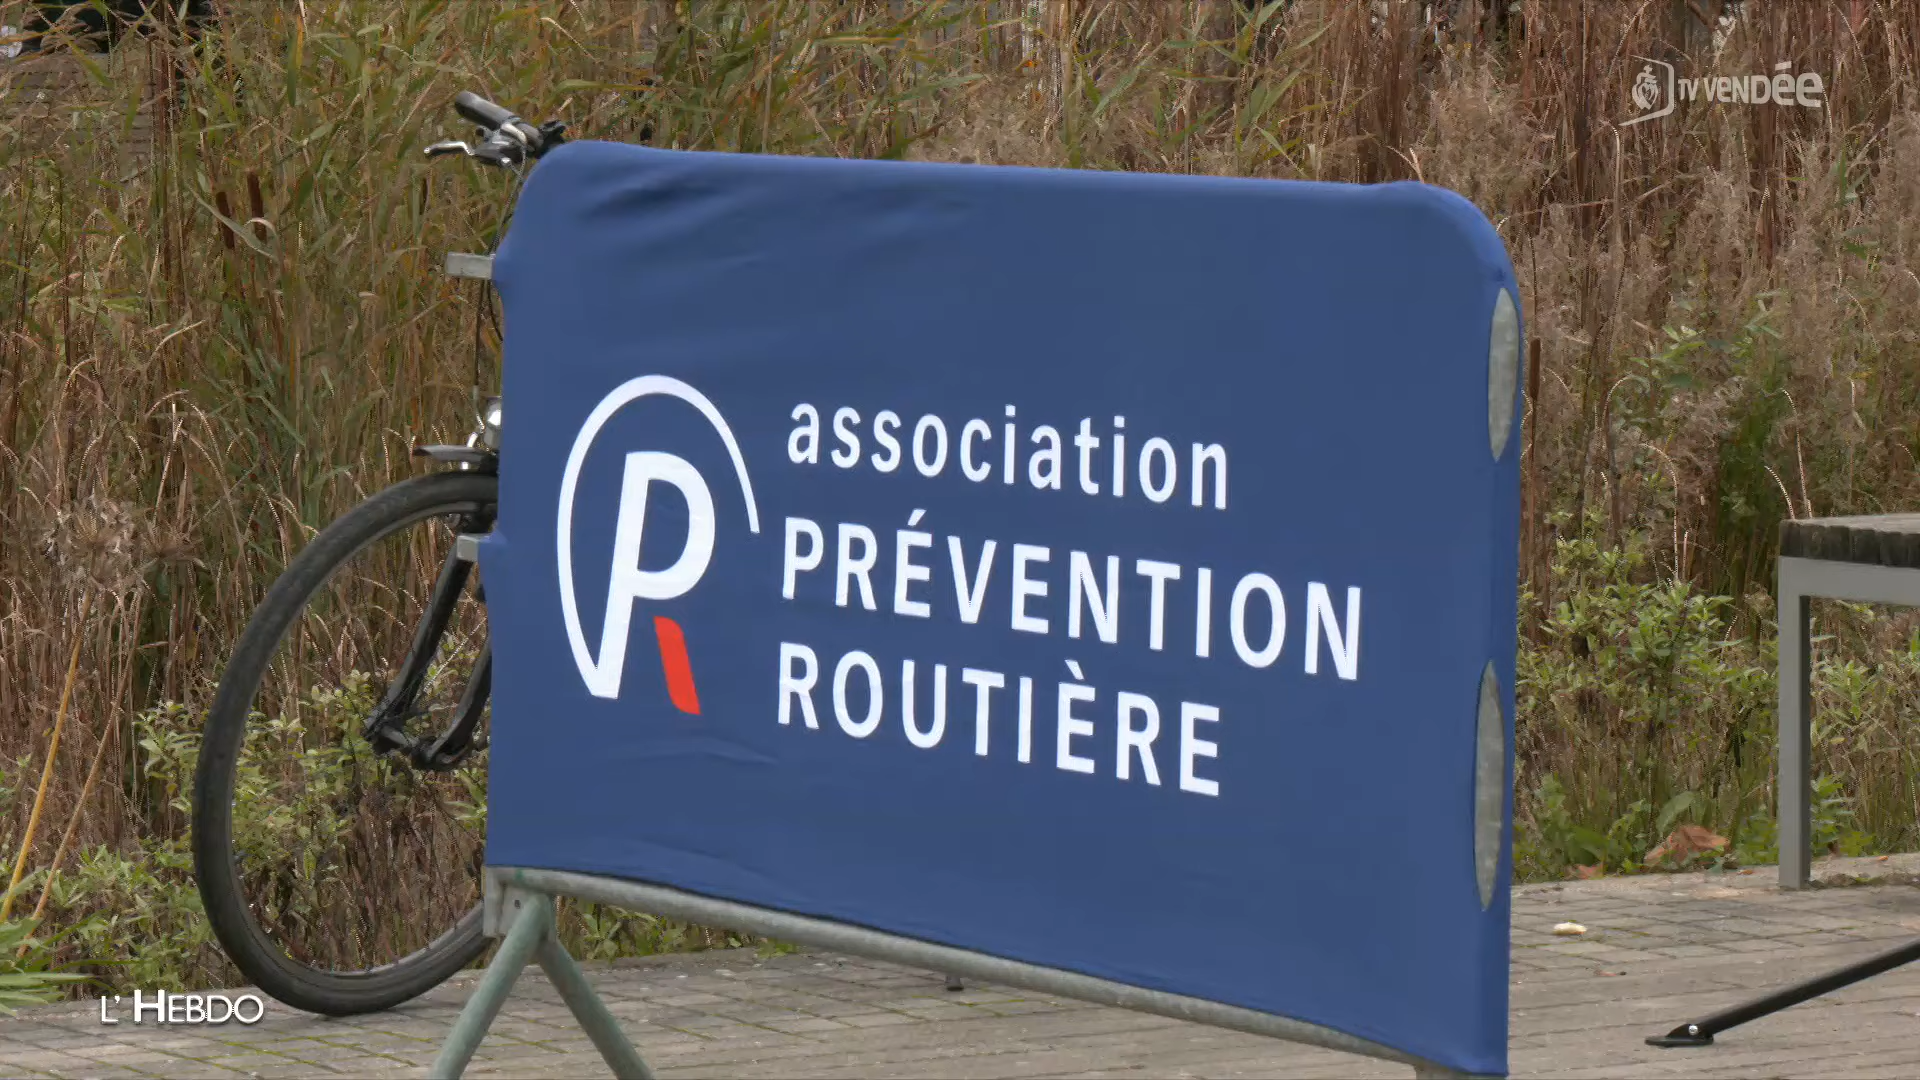 TV VENDÉE
association
PRÉVENTION
ROUTIÈRE
L'HEBDO